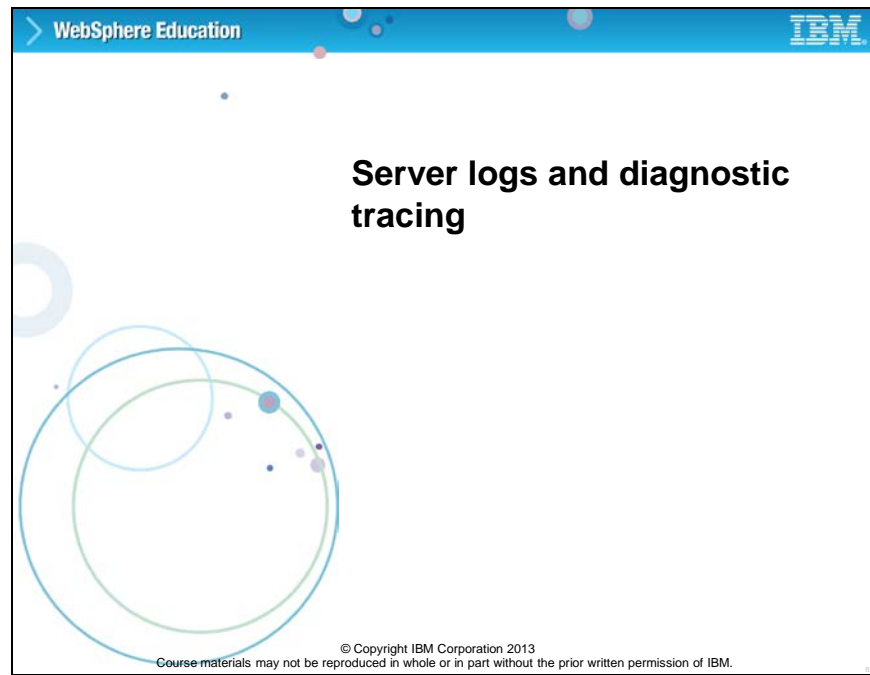 WebSphere Education
IBM
Server logs and diagnostic
tracing
© Copyright IBM Corporation 2013
Course materials may not be reproduced in whole or in part without the prior written permission of IBM.